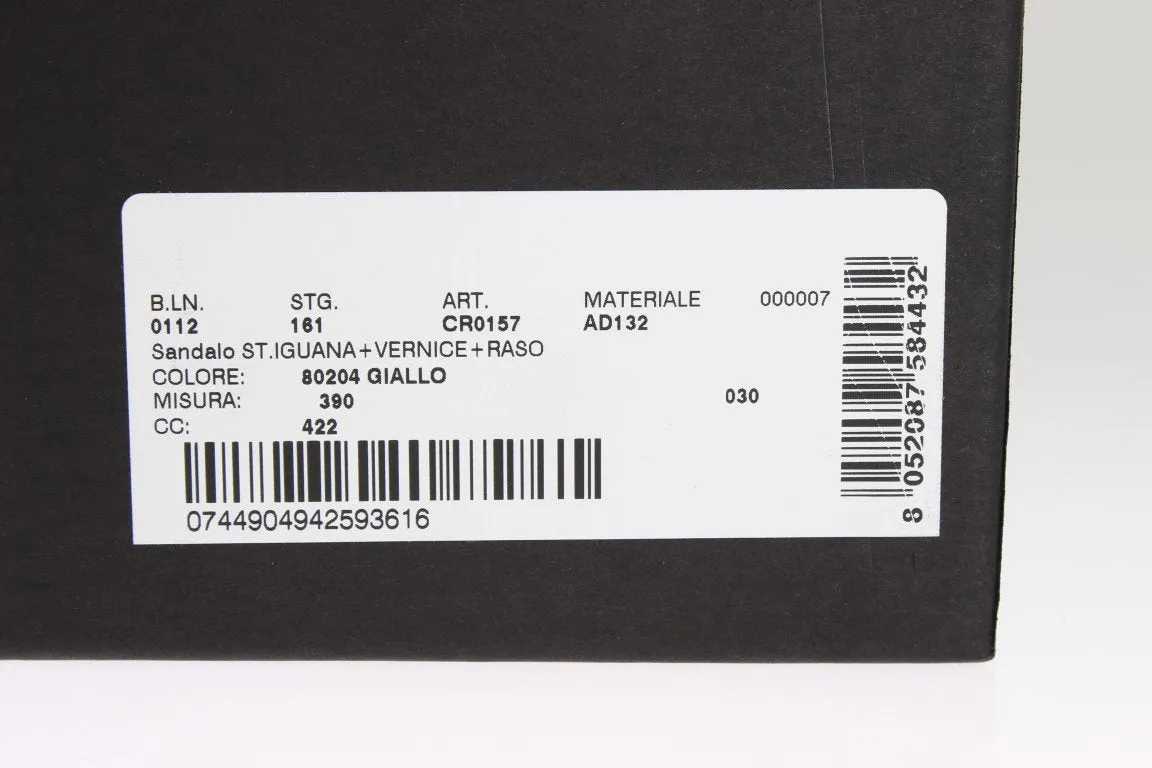 B.LN. STG. ART. MATERIALE 000007
0112 161 CR0157 AD132
Sandalo ST.IGUANA+VERNICE+RASO
COLORE: 80204 GIALLO
MISURA: 390 030
CC: 422
0744904942593616
8 052087 584432